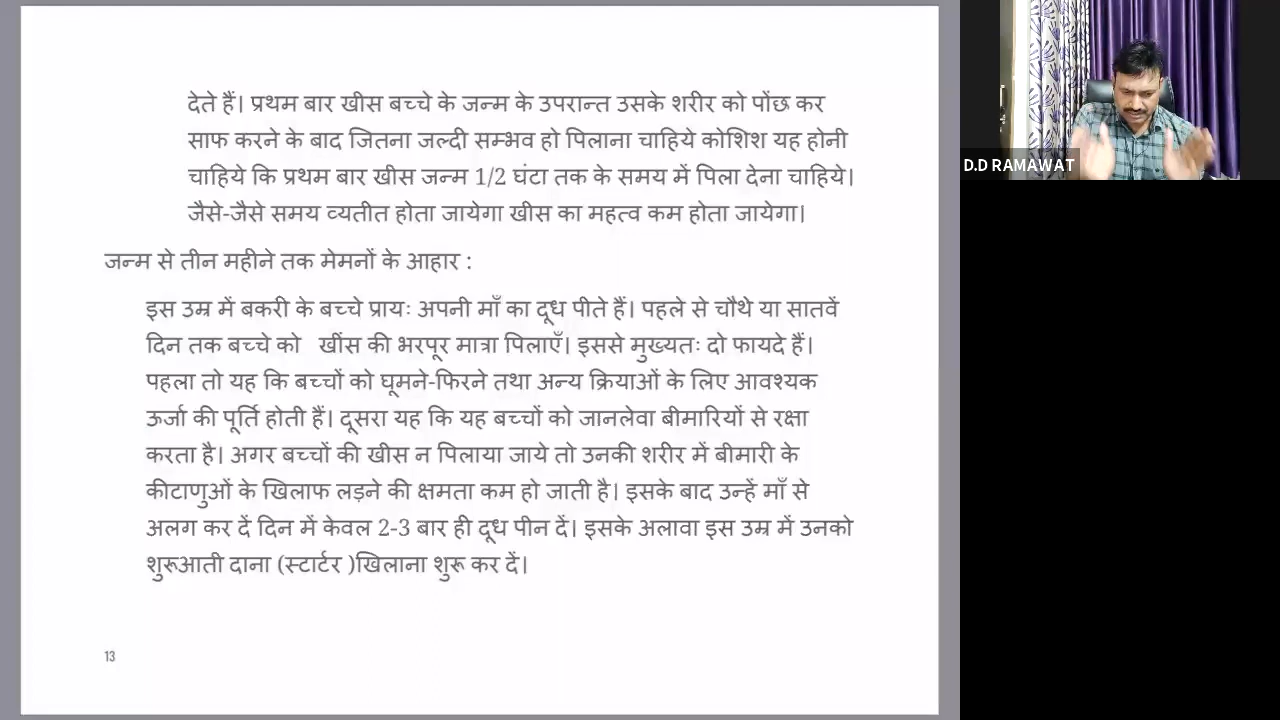 देते हैं। प्रथम बार खीस बच्चे के जन्म के उपरान्त उसके शरीर को पोंछ कर
साफ करने के बाद जितना जल्दी सम्भव हो पिलाना चाहिये कोशिश यह होनी
चाहिये कि प्रथम बार खीस जन्म 1/2 घंटा तक के समय में पिला देना चाहिये।
जैसे-जैसे समय व्यतीत होता जायेगा खीस का महत्व कम होता जायेगा।
जन्म से तीन महीने तक मेमनों के आहार :
इस उम्र में बकरी के बच्चे प्रायः अपनी माँ का दूध पीते हैं। पहले से चौथे या सातवें
दिन तक बच्चे को खींस की भरपूर मात्रा पिलाएँ। इससे मुख्यतः दो फायदे हैं।
पहला तो यह कि बच्चों को घूमने-फिरने तथा अन्य क्रियाओं के लिए आवश्यक
ऊर्जा की पूर्ति होती हैं। दूसरा यह कि यह बच्चों को जानलेवा बीमारियों से रक्षा
करता है। अगर बच्चों की खीस न पिलाया जाये तो उनकी शरीर में बीमारी के
कीटाणुओं के खिलाफ लड़ने की क्षमता कम हो जाती है। इसके बाद उन्हें माँ से
अलग कर दें दिन में केवल 2-3 बार ही दूध पीन दें। इसके अलावा इस उम्र में उनको
शुरूआती दाना (स्टार्टर )खिलाना शुरू कर दें।
13
D.D RAMAWAT